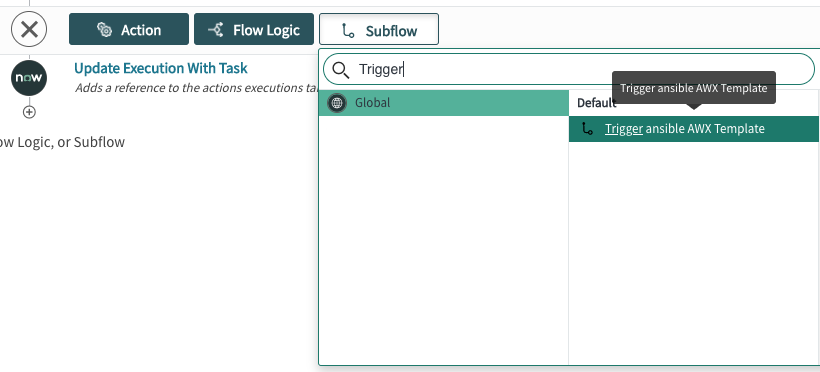 Action
Flow Logic
Subflow
now
Update Execution With Task
Adds a reference to the actions executions ta
Trigger
Trigger ansible AWX Template
Global
Default
Trigger ansible AWX Template
ow Logic, or Subflow